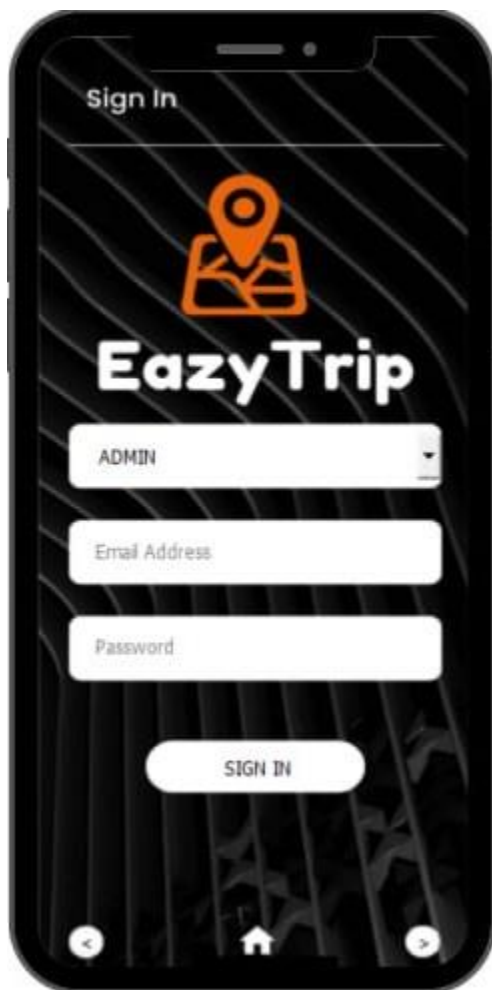 Sign In
EazyTrip
ADMIN
Email Address
Password
SIGN IN
< >